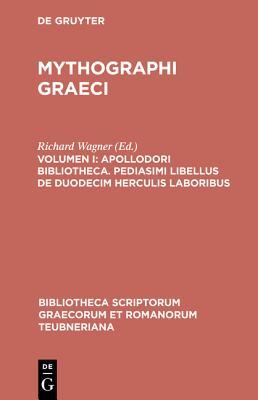 DE GRUYTER
MYTHOGRAPHI
GRAECI
Richard Wagner (Ed.)
VOLUMEN I: APOLLODORI
BIBLIOTHECA. PEDIASIMI LIBELLUS
DE DUODECIM HERCULIS LABORIBUS
BIBLIOTHECA SCRIPTORUM
GRAECORUM ET ROMANORUM
TEUBNERIANA
DE
G